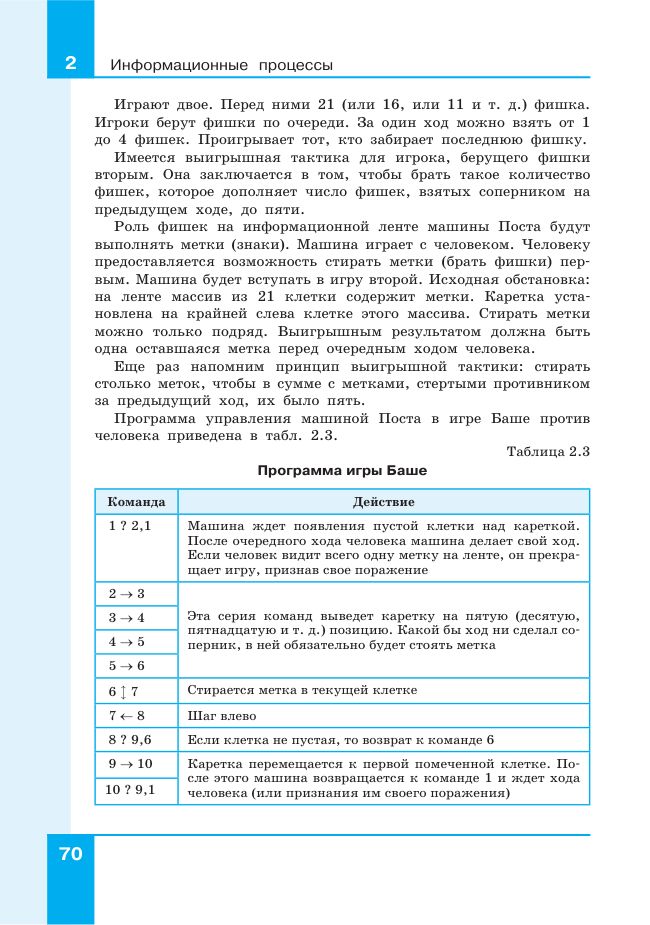 2
Информационные процессы
Играют двое. Перед ними 21 (или 16, или 11 и т. д.) фишка.
Игроки берут фишки по очереди. За один ход можно взять от 1
до 4 фишек. Проигрывает тот, кто забирает последнюю фишку.
Имеется выигрышная тактика для игрока, берущего фишки
вторым. Она заключается в том, чтобы брать такое количество
фишек, которое дополняет число фишек, взятых соперником на
предыдущем ходе, до пяти.
Роль фишек на информационной ленте машины Поста будут
выполнять метки (знаки). Машина играет с человеком. Человеку
предоставляется возможность стирать метки (брать фишки) пер-
вым. Машина будет вступать в игру второй. Исходная обстановка:
на ленте массив из 21 клетки содержит метки. Каретка уста-
новлена на крайней слева клетке этого массива. Стирать метки
можно только подряд. Выигрышным результатом должна быть
одна оставшаяся метка перед очередным ходом человека.
Еще раз напомним принцип выигрышной тактики: стирать
столько меток, чтобы в сумме с метками, стертыми противником
за предыдущий ход, их было пять.
Программа управления машиной Поста в игре Баше против
человека приведена в табл. 2.3.
Таблица 2.3
Программа игры Баше
Команда Действие
1 ? 2,1 Машина ждет появления пустой клетки над кареткой.
После очередного хода человека машина делает свой ход.
Если человек видит всего одну метку на ленте, он прекра-
щает игру, признав свое поражение
2 → 3
3 → 4
4 → 5
5 → 6
Эта серия команд выведет каретку на пятую (десятую,
пятнадцатую и т. д.) позицию. Какой бы ход ни сделал со-
перник, в ней обязательно будет стоять метка
6 ↕ 7 Стирается метка в текущей клетке
7 ← 8 Шаг влево
8 ? 9,6 Если клетка не пустая, то возврат к команде 6
9 → 10
10 ? 9,1
Каретка перемещается к первой помеченной клетке. По-
сле этого машина возвращается к команде 1 и ждет хода
человека (или признания им своего поражения)
70